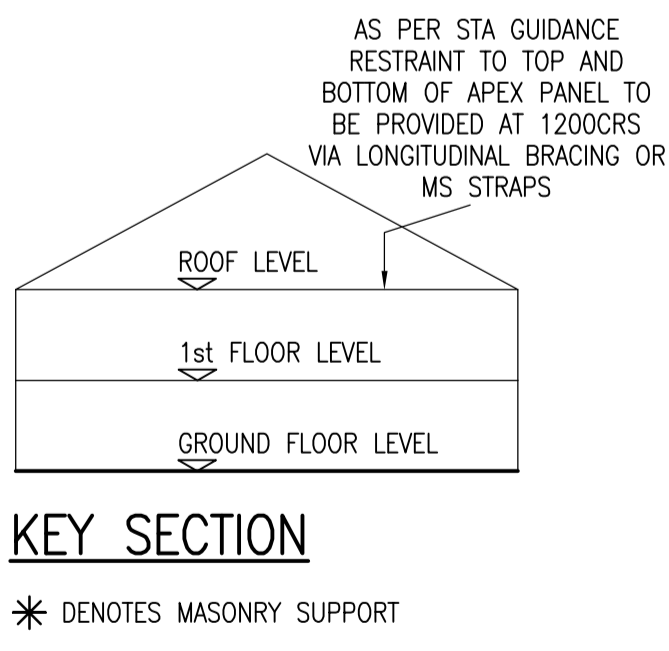 AS PER STA GUIDANCE
RESTRAINT TO TOP AND
BOTTOM OF APEX PANEL TO
BE PROVIDED AT 1200CRS
VIA LONGITUDINAL BRACING OR
MS STRAPS
ROOF LEVEL
1st FLOOR LEVEL
GROUND FLOOR LEVEL
KEY SECTION
* DENOTES MASONRY SUPPORT